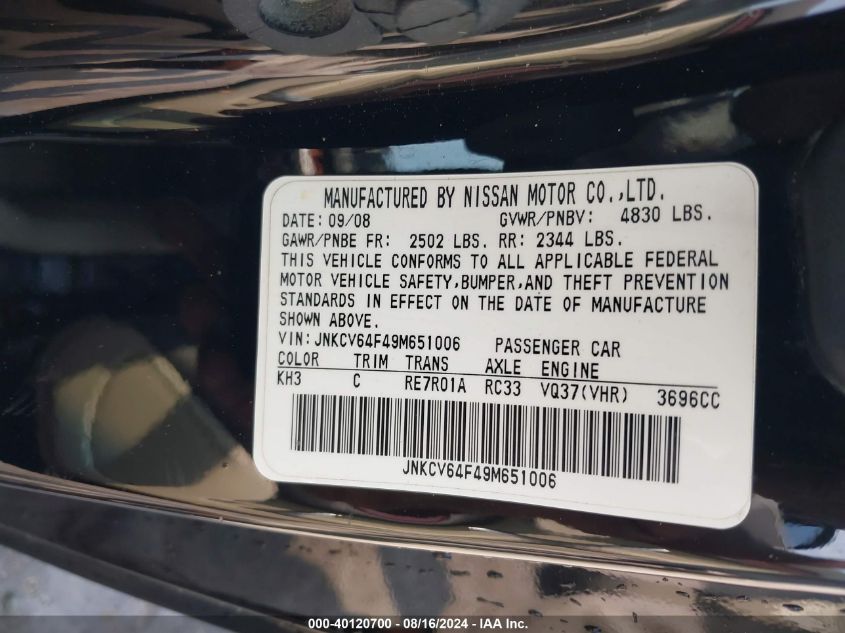 MANUFACTURED BY NISSAN MOTOR CO.,LTD.
DATE: 09/08 GVWR/PNBV: 4830 LBS.
GAWR/PNBE FR: 2502 LBS. RR: 2344 LBS.
THIS VEHICLE CONFORMS TO ALL APPLICABLE FEDERAL
MOTOR VEHICLE SAFETY,BUMPER,AND THEFT PREVENTION
STANDARDS IN EFFECT ON THE DATE OF MANUFACTURE
SHOWN ABOVE.
VIN: JNKCV64F49M651006 PASSENGER CAR
COLOR TRIM TRANS AXLE ENGINE
KH3 C RE7R01A RC33 VQ37(VHR) 3696CC
JNKCV64F49M651006
000-40120700 - 08/16/2024 - IAA Inc.